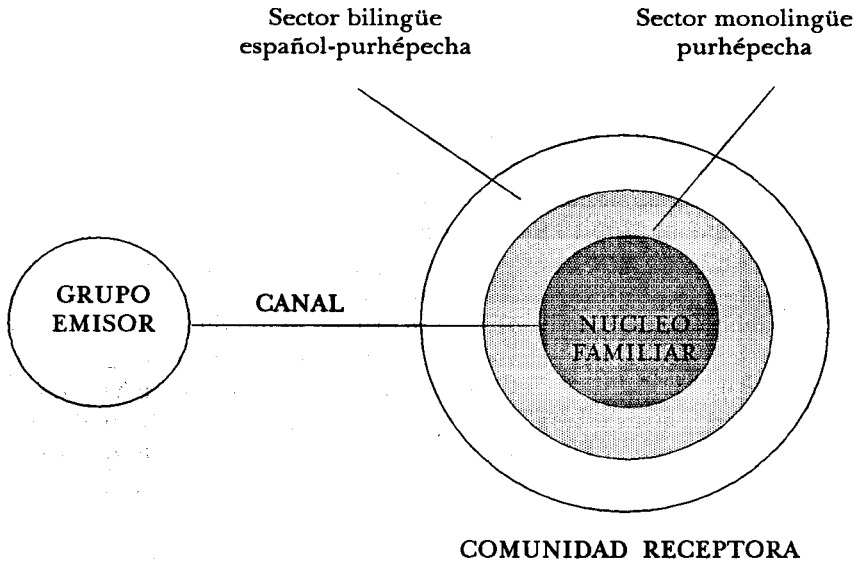 Sector bilingüe
español-purhépecha
Sector monolingüe
purhépecha
GRUPO
EMISOR
CANAL
NUCLEO
FAMILIAR
COMUNIDAD RECEPTORA